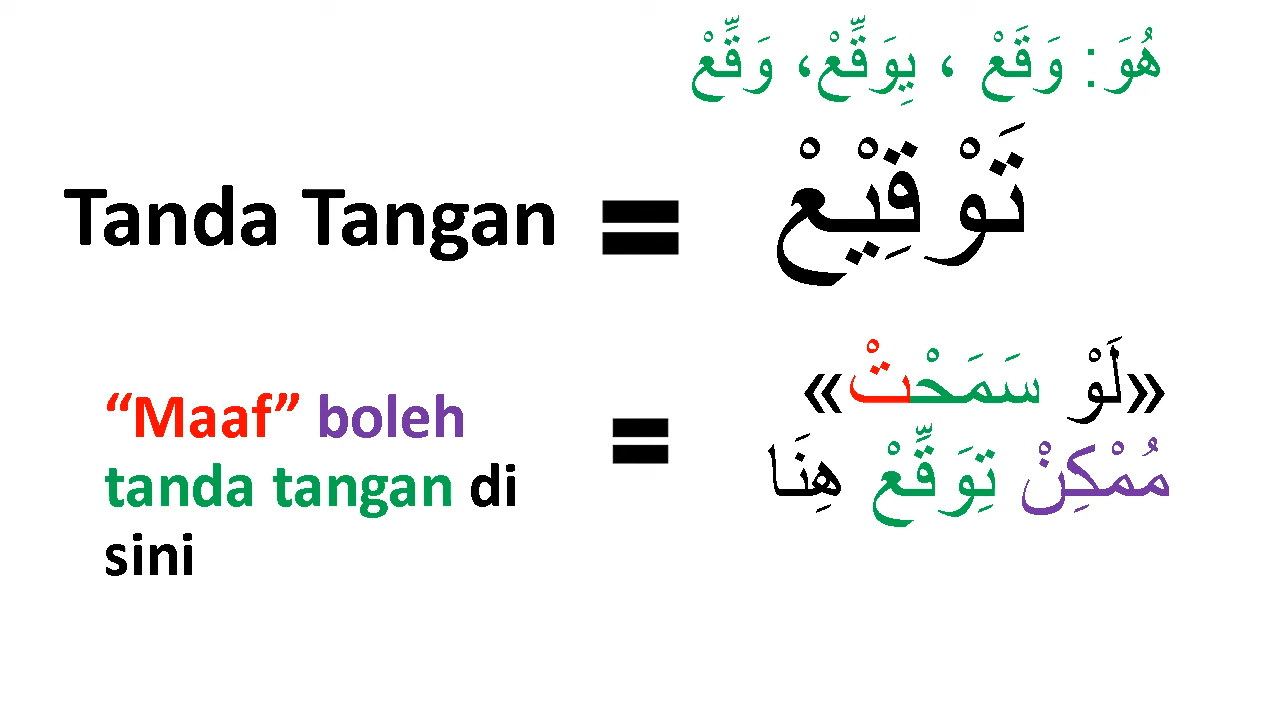 هُوَ: وَقَعْ ، يِوَقِّعْ، وَقِّعْ
Tanda Tangan = تَوْقِيْعْ
“Maaf” boleh
tanda tangan di
sini
=
«لَوْ سَمَحْتْ»
مُمْكِنْ تِوَقِّعْ هِنَا